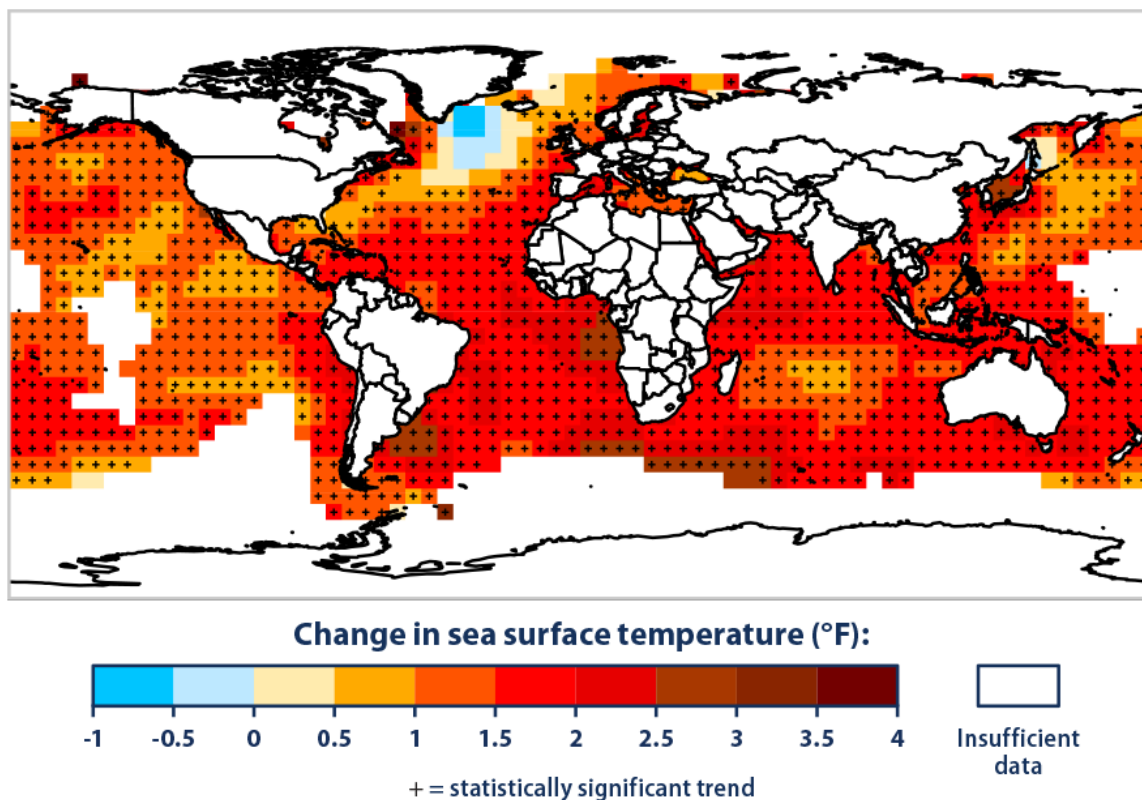 Change in sea surface temperature (°F):
-1 -0.5 0 0.5 1 1.5 2 2.5 3 3.5 4
Insufficient
data
+ = statistically significant trend